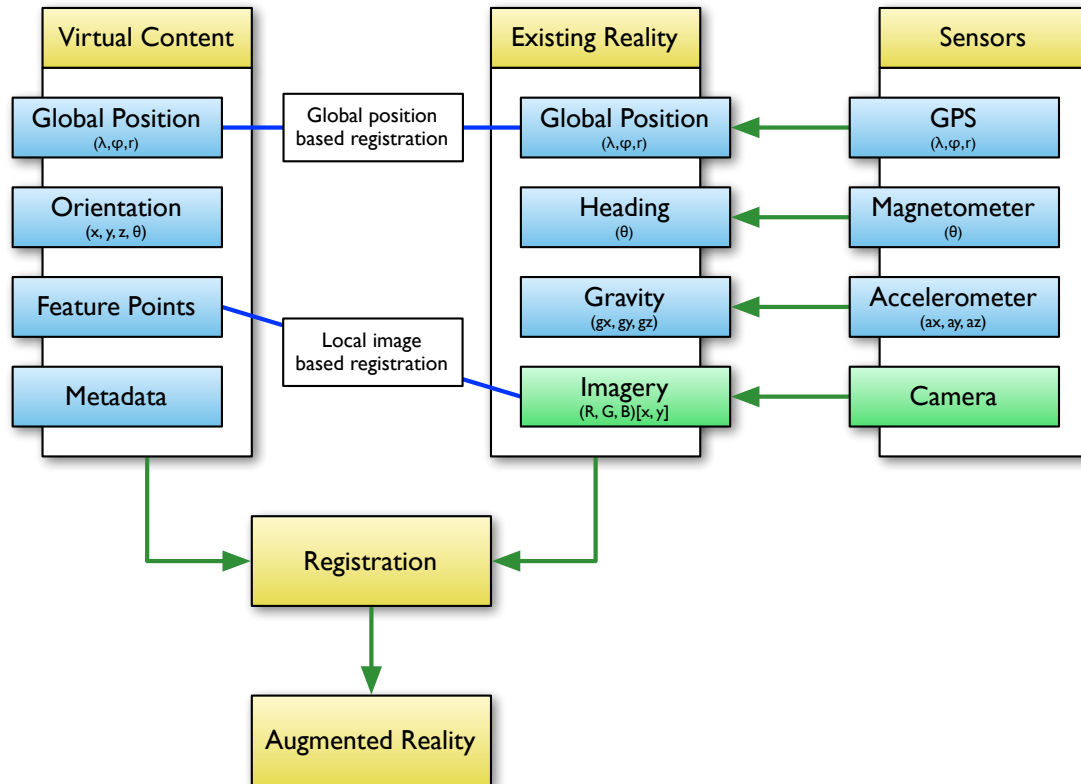 Virtual Content
Existing Reality
Sensors
Global Position
(λ,φ,r)
Global position
based registration
Global Position
(λ,φ,r)
GPS
(λ,φ,r)
Orientation
(x, y, z, θ)
Heading
(θ)
Magnetometer
(θ)
Feature Points
Gravity
(gx, gy, gz)
Accelerometer
(ax, ay, az)
Local image
based registration
Metadata
Imagery
(R, G, B)[x, y]
Camera
Registration
Augmented Reality